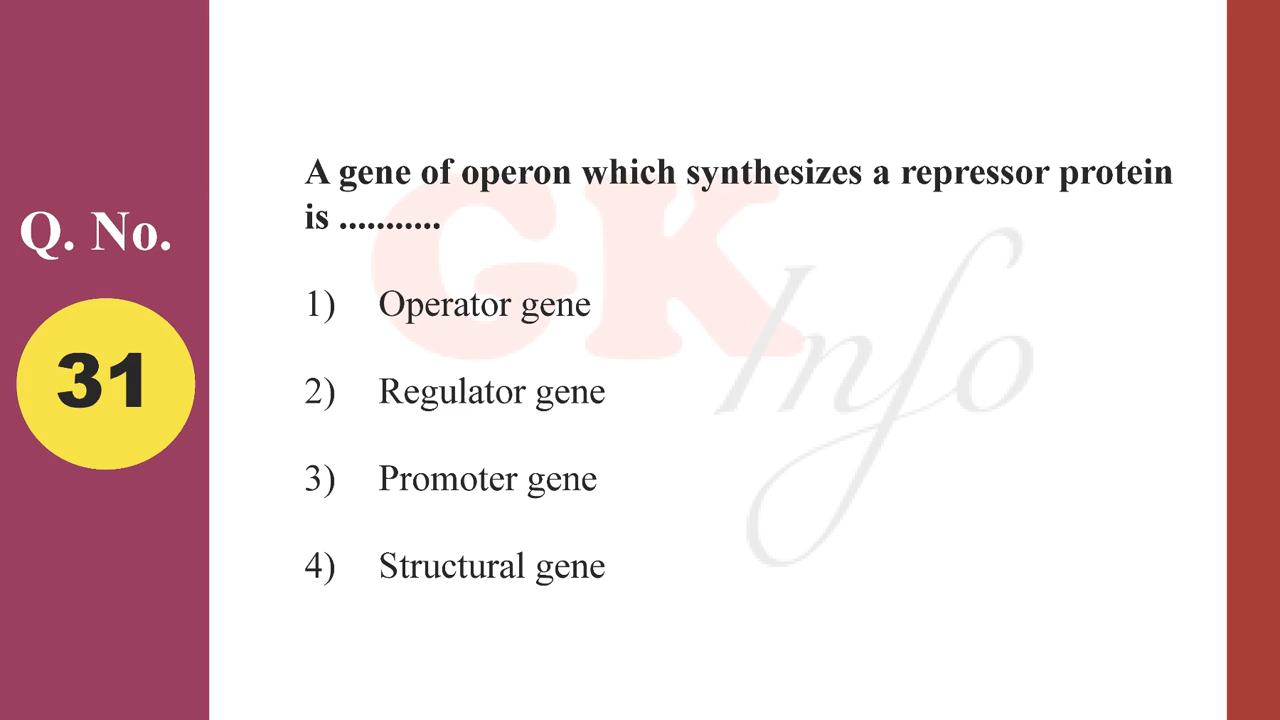 Q. No.
31
A gene of operon which synthesizes a repressor protein
is ...........
1) Operator gene
2) Regulator gene
3) Promoter gene
4) Structural gene
GK
Info